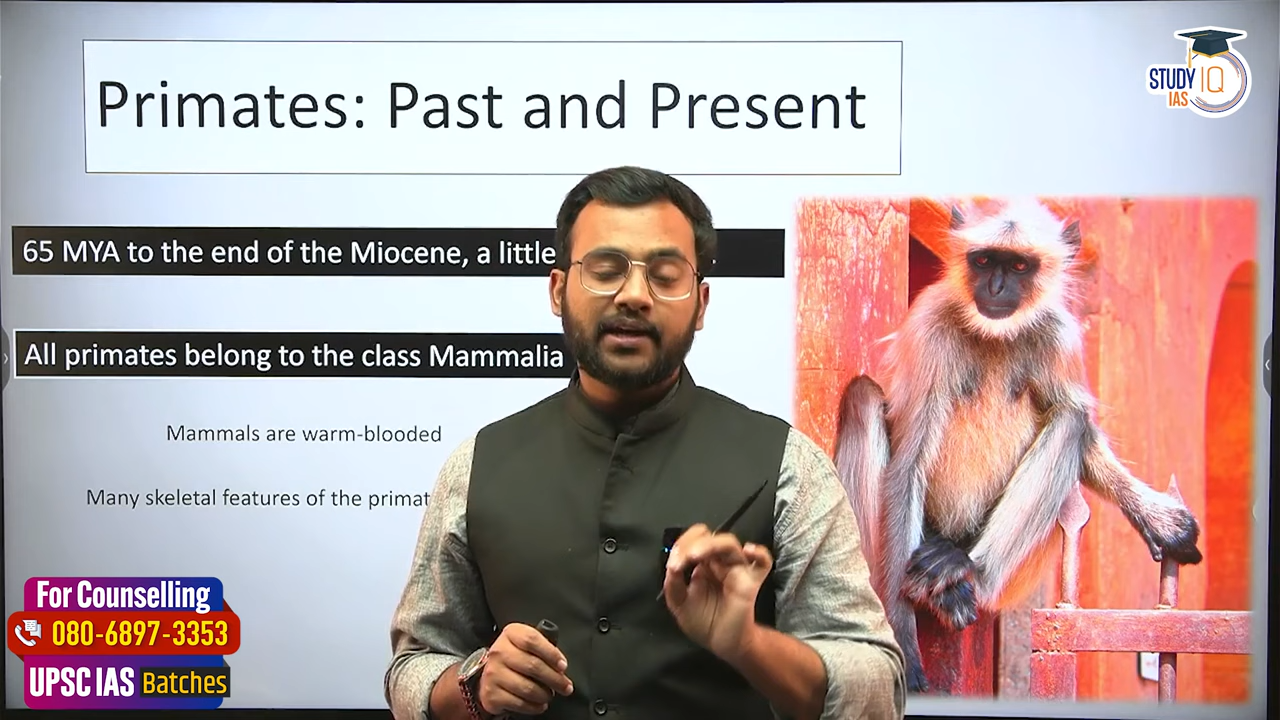 Primates: Past and Present
STUDY IQ
IAS
65 MYA to the end of the Miocene, a little
All primates belong to the class Mammalia
Mammals are warm-blooded
Many skeletal features of the
For Counselling
080-6897-3353
UPSC IAS Batches